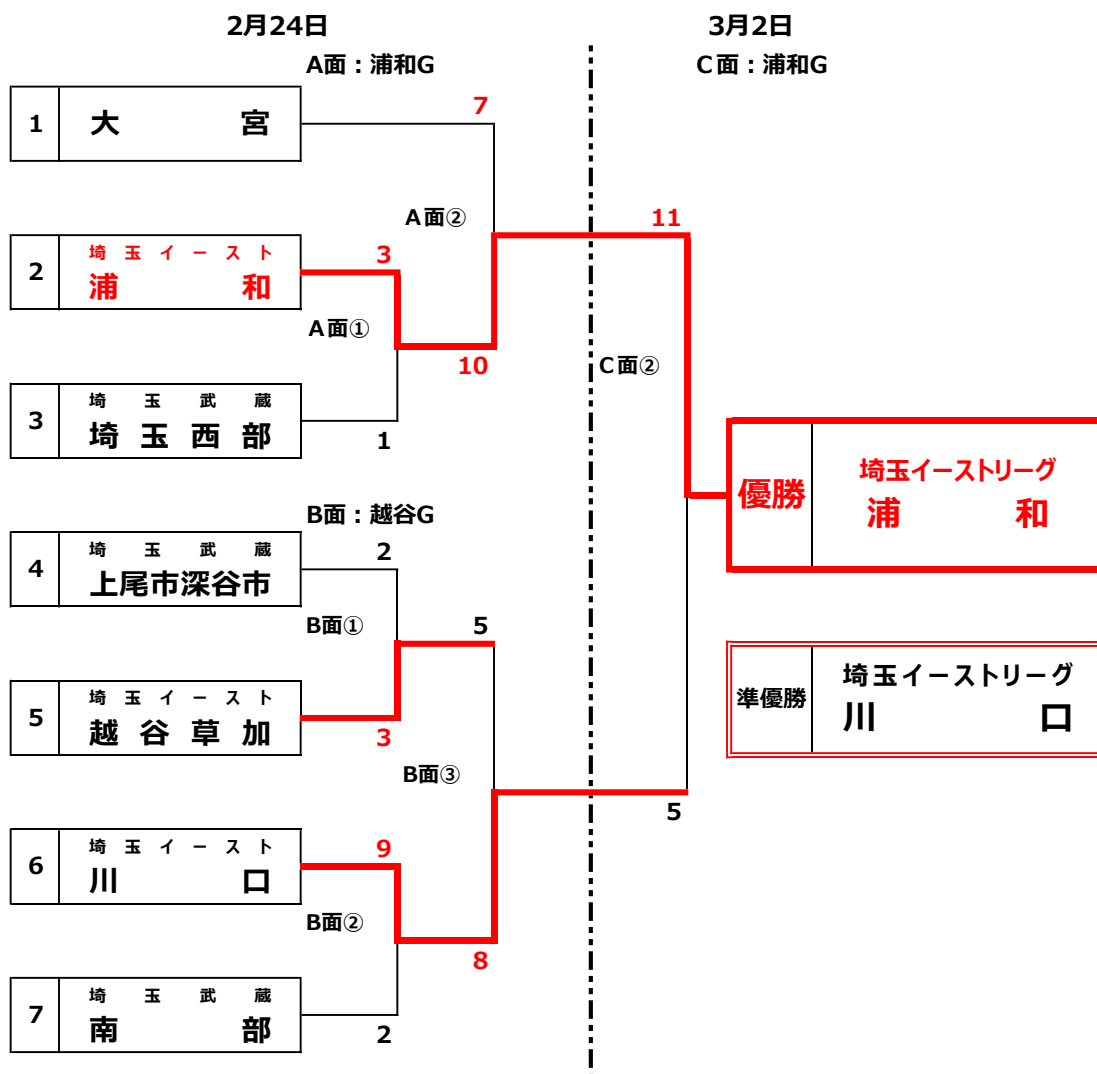 2月24日
3月2日
A面：浦和G
C面：浦和G
7
1 大宮
A面②
11
2 埼玉イースト
浦和
3
A面①
10
C面②
3 埼玉武蔵
埼玉西部
1
優勝 埼玉イーストリーグ
浦和
B面：越谷G
2
4 埼玉武蔵
上尾市深谷市
B面①
5
5 埼玉イースト
越谷草加
3
準優勝 埼玉イーストリーグ
川口
B面③
5
6 埼玉イースト
川口
9
B面②
8
7 埼玉武蔵
南部
2